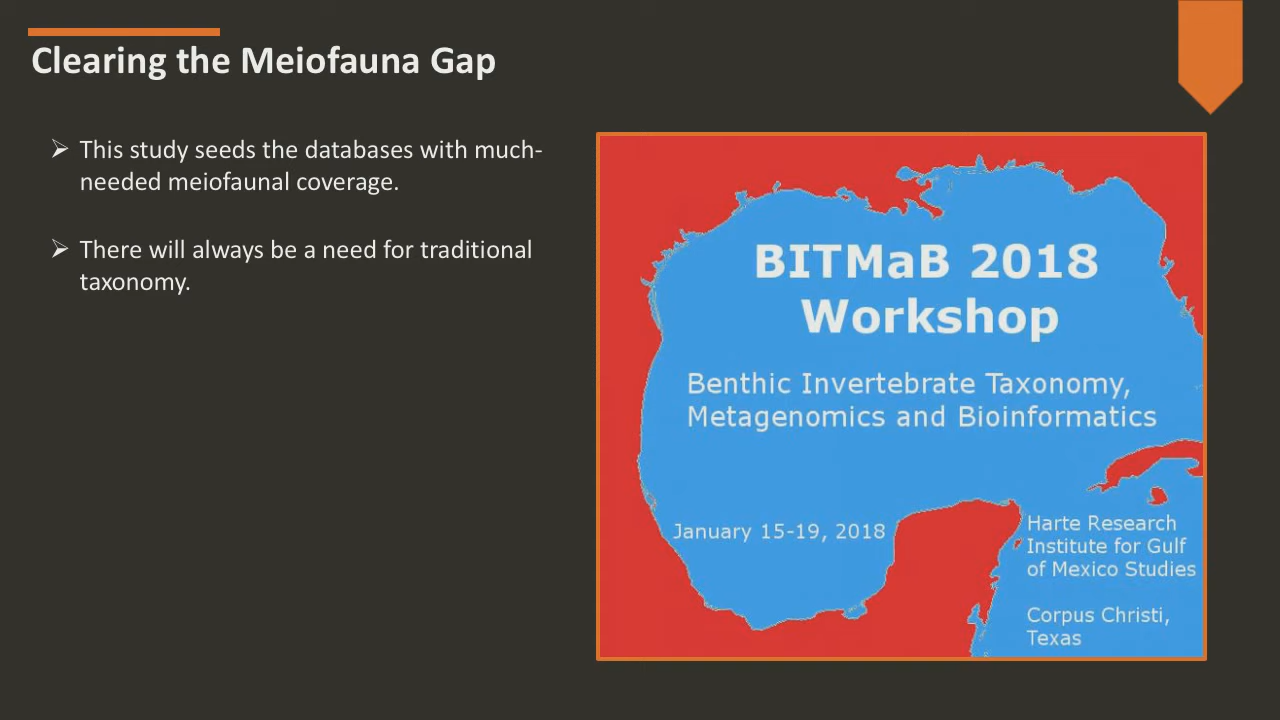 Clearing the Meiofauna Gap
This study seeds the databases with much-
needed meiofaunal coverage.
There will always be a need for traditional
taxonomy.
BITMaB 2018
Workshop
Benthic Invertebrate Taxonomy,
Metagenomics and Bioinformatics
January 15-19, 2018
Harte Research
Institute for Gulf
of Mexico Studies
Corpus Christi,
Texas